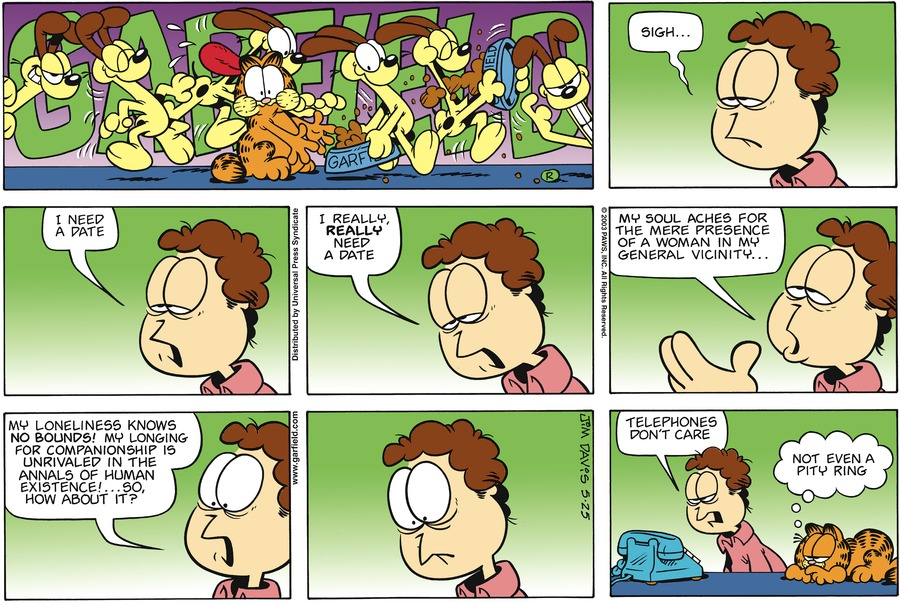 GARFIELD
GARF
ED
R
SIGH...
I NEED
A DATE
Distributed by Universal Press Syndicate
I REALLY,
REALLY
NEED
A DATE
© 2003 PAWS, INC. All Rights Reserved.
MY SOUL ACHES FOR
THE MERE PRESENCE
OF A WOMAN IN MY
GENERAL VICINITY...
MY LONELINESS KNOWS
NO BOUNDS! MY LONGING
FOR COMPANIONSHIP IS
UNRIVALED IN THE
ANNALS OF HUMAN
EXISTENCE!...SO,
HOW ABOUT IT?
www.garfield.com
JIM DAVIS 5-25
TELEPHONES
DON'T CARE
NOT EVEN A
PITY RING